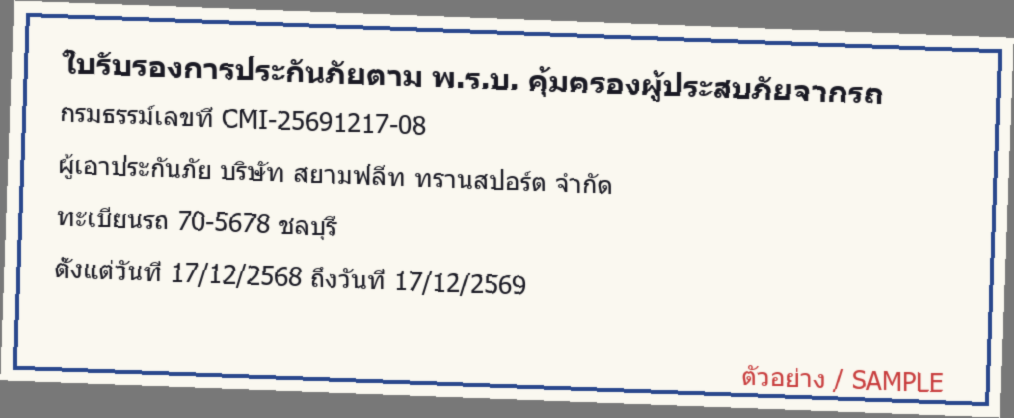 ใบรับรองการประกันภัยตาม พ.ร.บ. คุ้มครองผู้ประสบภัยจากรถ
กรมธรรม์เลขที่ CMI-25691217-08
ผู้เอาประกันภัย บริษัท สยามฟลีท ทรานสปอร์ต จำกัด
ทะเบียนรถ 70-5678 ชลบุรี
ตั้งแต่วันที่ 17/12/2568 ถึงวันที่ 17/12/2569
ตัวอย่าง / SAMPLE